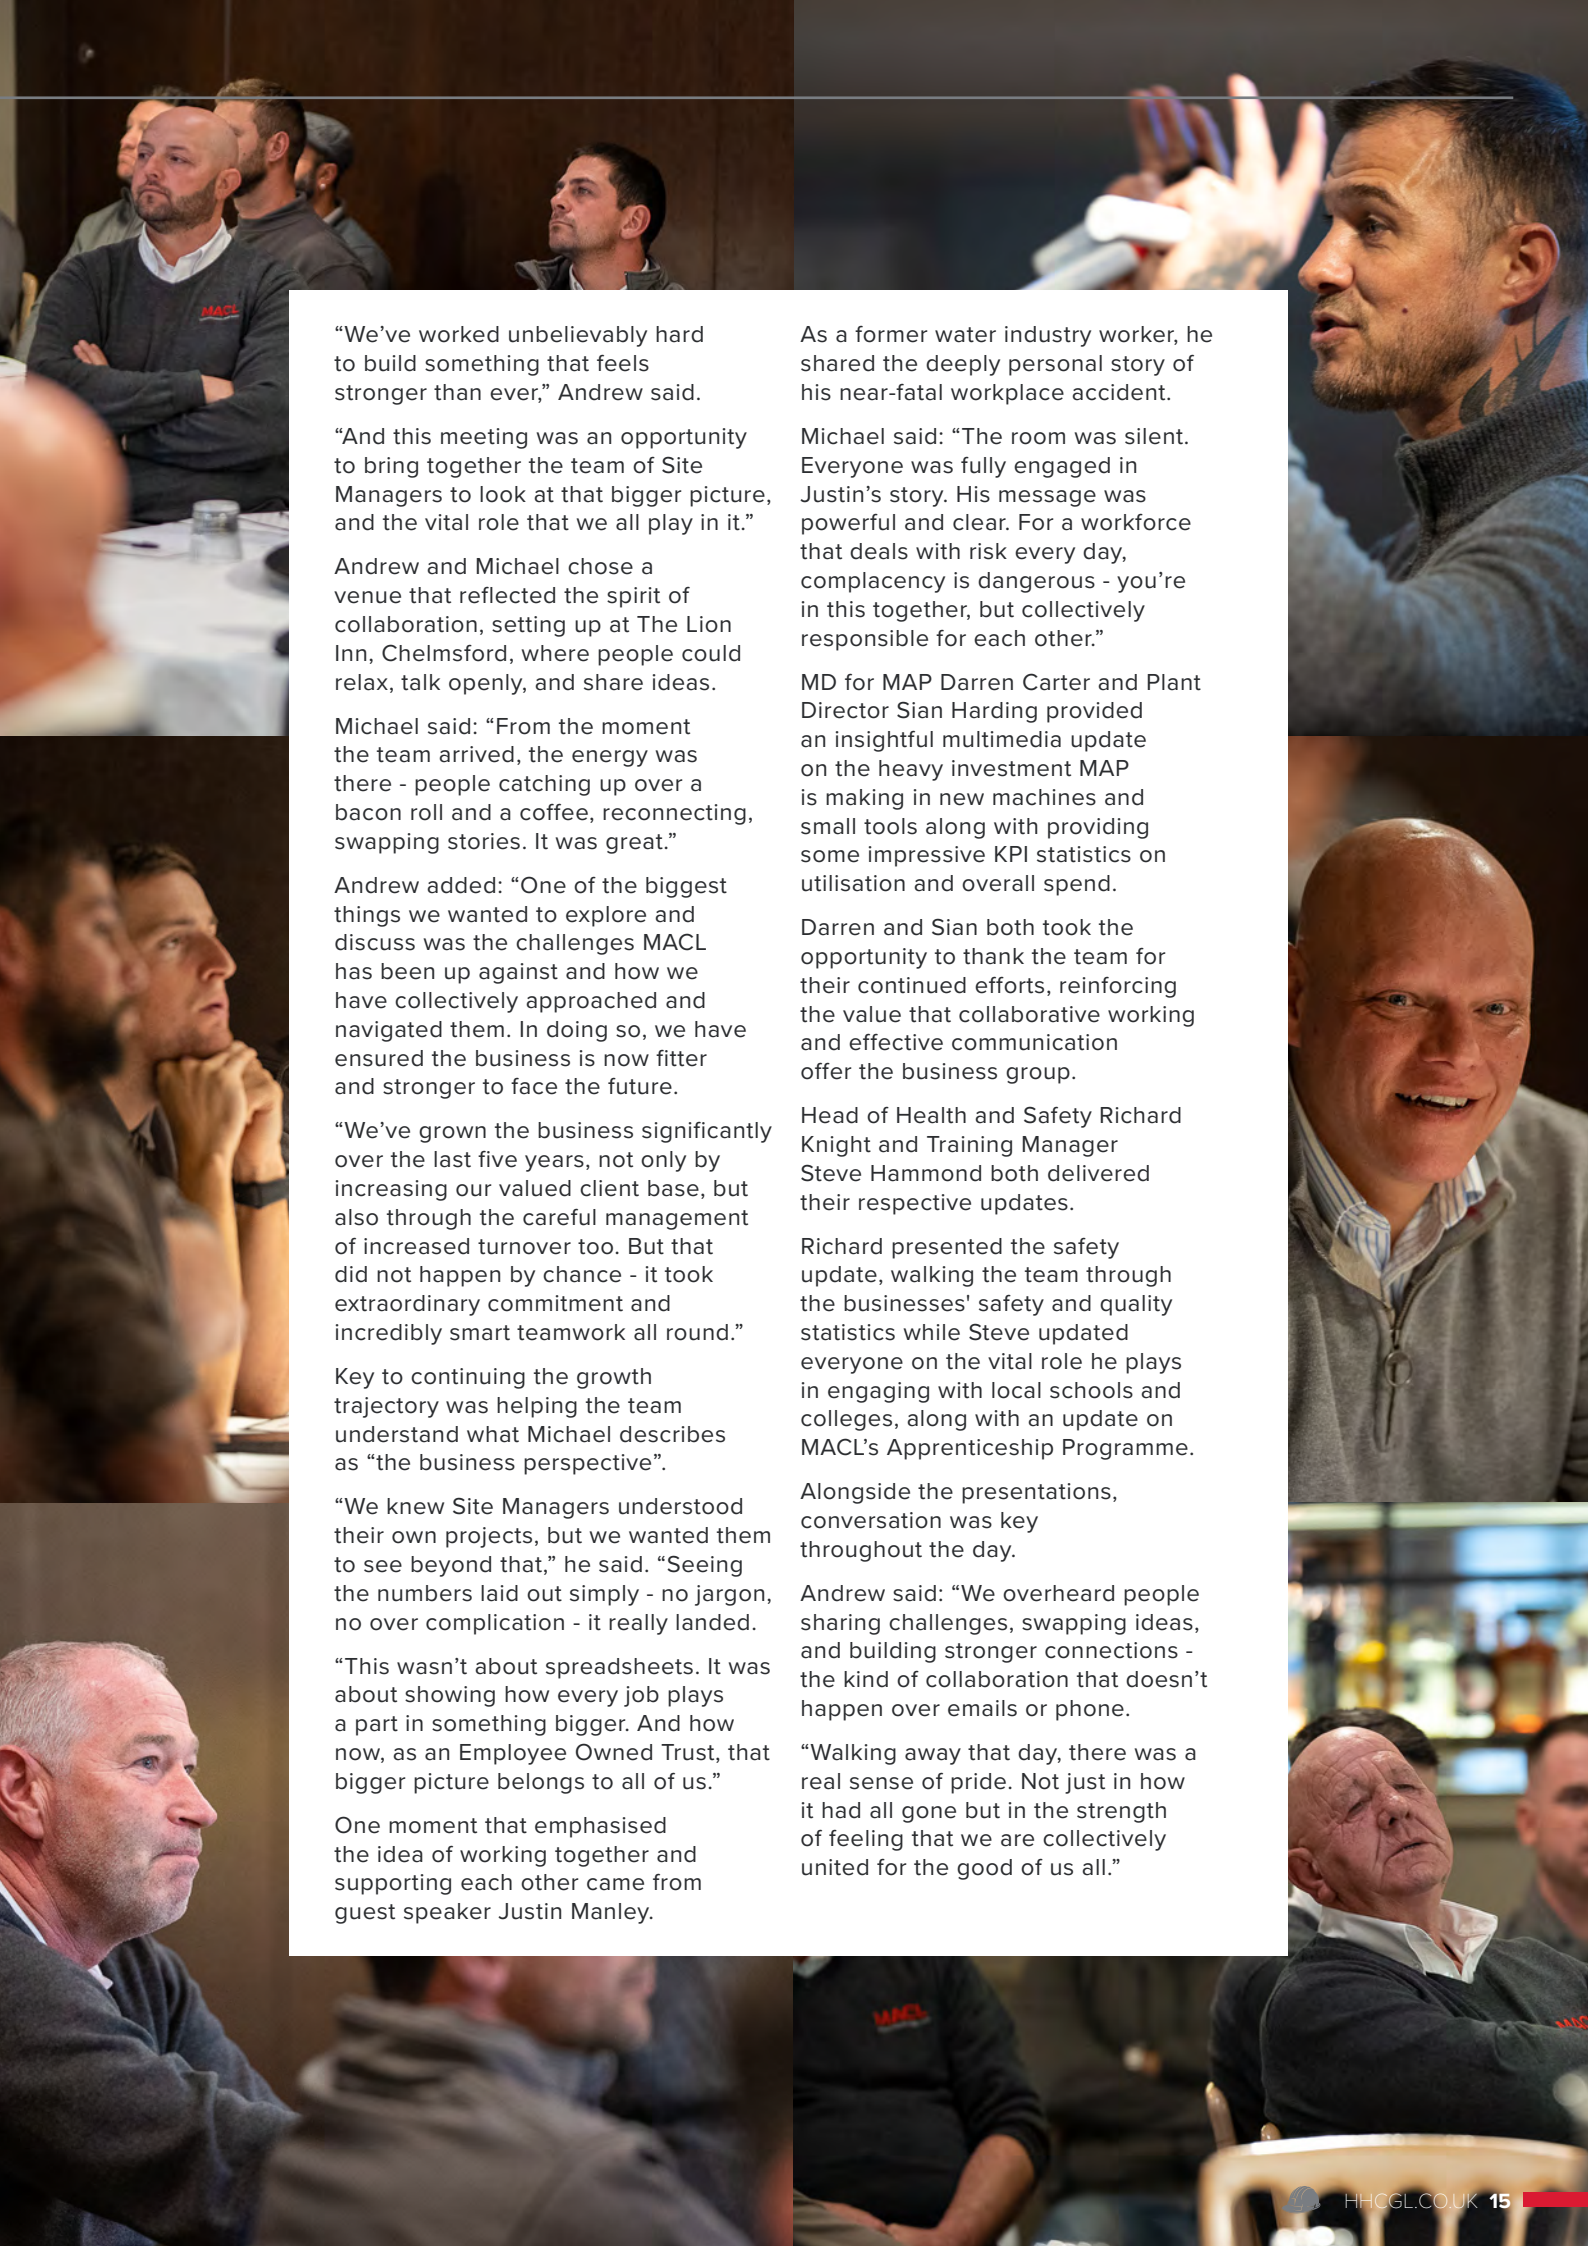 MACL
“We’ve worked unbelievably hard
to build something that feels
stronger than ever,” Andrew said.
“And this meeting was an opportunity
to bring together the team of Site
Managers to look at that bigger picture,
and the vital role that we all play in it.”
Andrew and Michael chose a
venue that reflected the spirit of
collaboration, setting up at The Lion
Inn, Chelmsford, where people could
relax, talk openly, and share ideas.
Michael said: “From the moment
the team arrived, the energy was
there - people catching up over a
bacon roll and a coffee, reconnecting,
swapping stories. It was great.”
Andrew added: “One of the biggest
things we wanted to explore and
discuss was the challenges MACL
has been up against and how we
have collectively approached and
navigated them. In doing so, we have
ensured the business is now fitter
and stronger to face the future.
“We’ve grown the business significantly
over the last five years, not only by
increasing our valued client base, but
also through the careful management
of increased turnover too. But that
did not happen by chance - it took
extraordinary commitment and
incredibly smart teamwork all round.”
Key to continuing the growth
trajectory was helping the team
understand what Michael describes
as “the business perspective”.
“We knew Site Managers understood
their own projects, but we wanted them
to see beyond that,” he said. “Seeing
the numbers laid out simply - no jargon,
no over complication - it really landed.
“This wasn’t about spreadsheets. It was
about showing how every job plays
a part in something bigger. And how
now, as an Employee Owned Trust, that
bigger picture belongs to all of us.”
One moment that emphasised
the idea of working together and
supporting each other came from
guest speaker Justin Manley.
As a former water industry worker, he
shared the deeply personal story of
his near-fatal workplace accident.
Michael said: “The room was silent.
Everyone was fully engaged in
Justin’s story. His message was
powerful and clear. For a workforce
that deals with risk every day,
complacency is dangerous - you’re
in this together, but collectively
responsible for each other.”
MD for MAP Darren Carter and Plant
Director Sian Harding provided
an insightful multimedia update
on the heavy investment MAP
is making in new machines and
small tools along with providing
some impressive KPI statistics on
utilisation and overall spend.
Darren and Sian both took the
opportunity to thank the team for
their continued efforts, reinforcing
the value that collaborative working
and effective communication
offer the business group.
Head of Health and Safety Richard
Knight and Training Manager
Steve Hammond both delivered
their respective updates.
Richard presented the safety
update, walking the team through
the businesses' safety and quality
statistics while Steve updated
everyone on the vital role he plays
in engaging with local schools and
colleges, along with an update on
MACL’s Apprenticeship Programme.
Alongside the presentations,
conversation was key
throughout the day.
Andrew said: “We overheard people
sharing challenges, swapping ideas,
and building stronger connections -
the kind of collaboration that doesn’t
happen over emails or phone.
“Walking away that day, there was a
real sense of pride. Not just in how
it had all gone but in the strength
of feeling that we are collectively
united for the good of us all.”
MACL
HHCGL.CO.UK 15